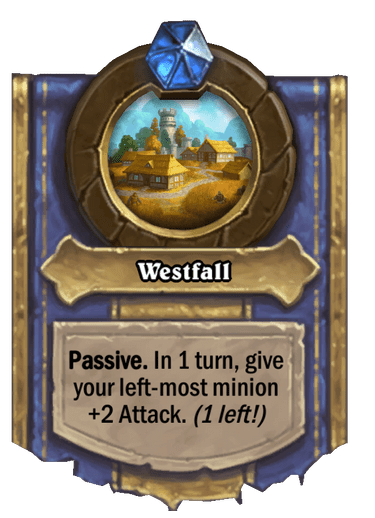 Westfall
Passive. In 1 turn, give
your left-most minion
+2 Attack. (1 left!)